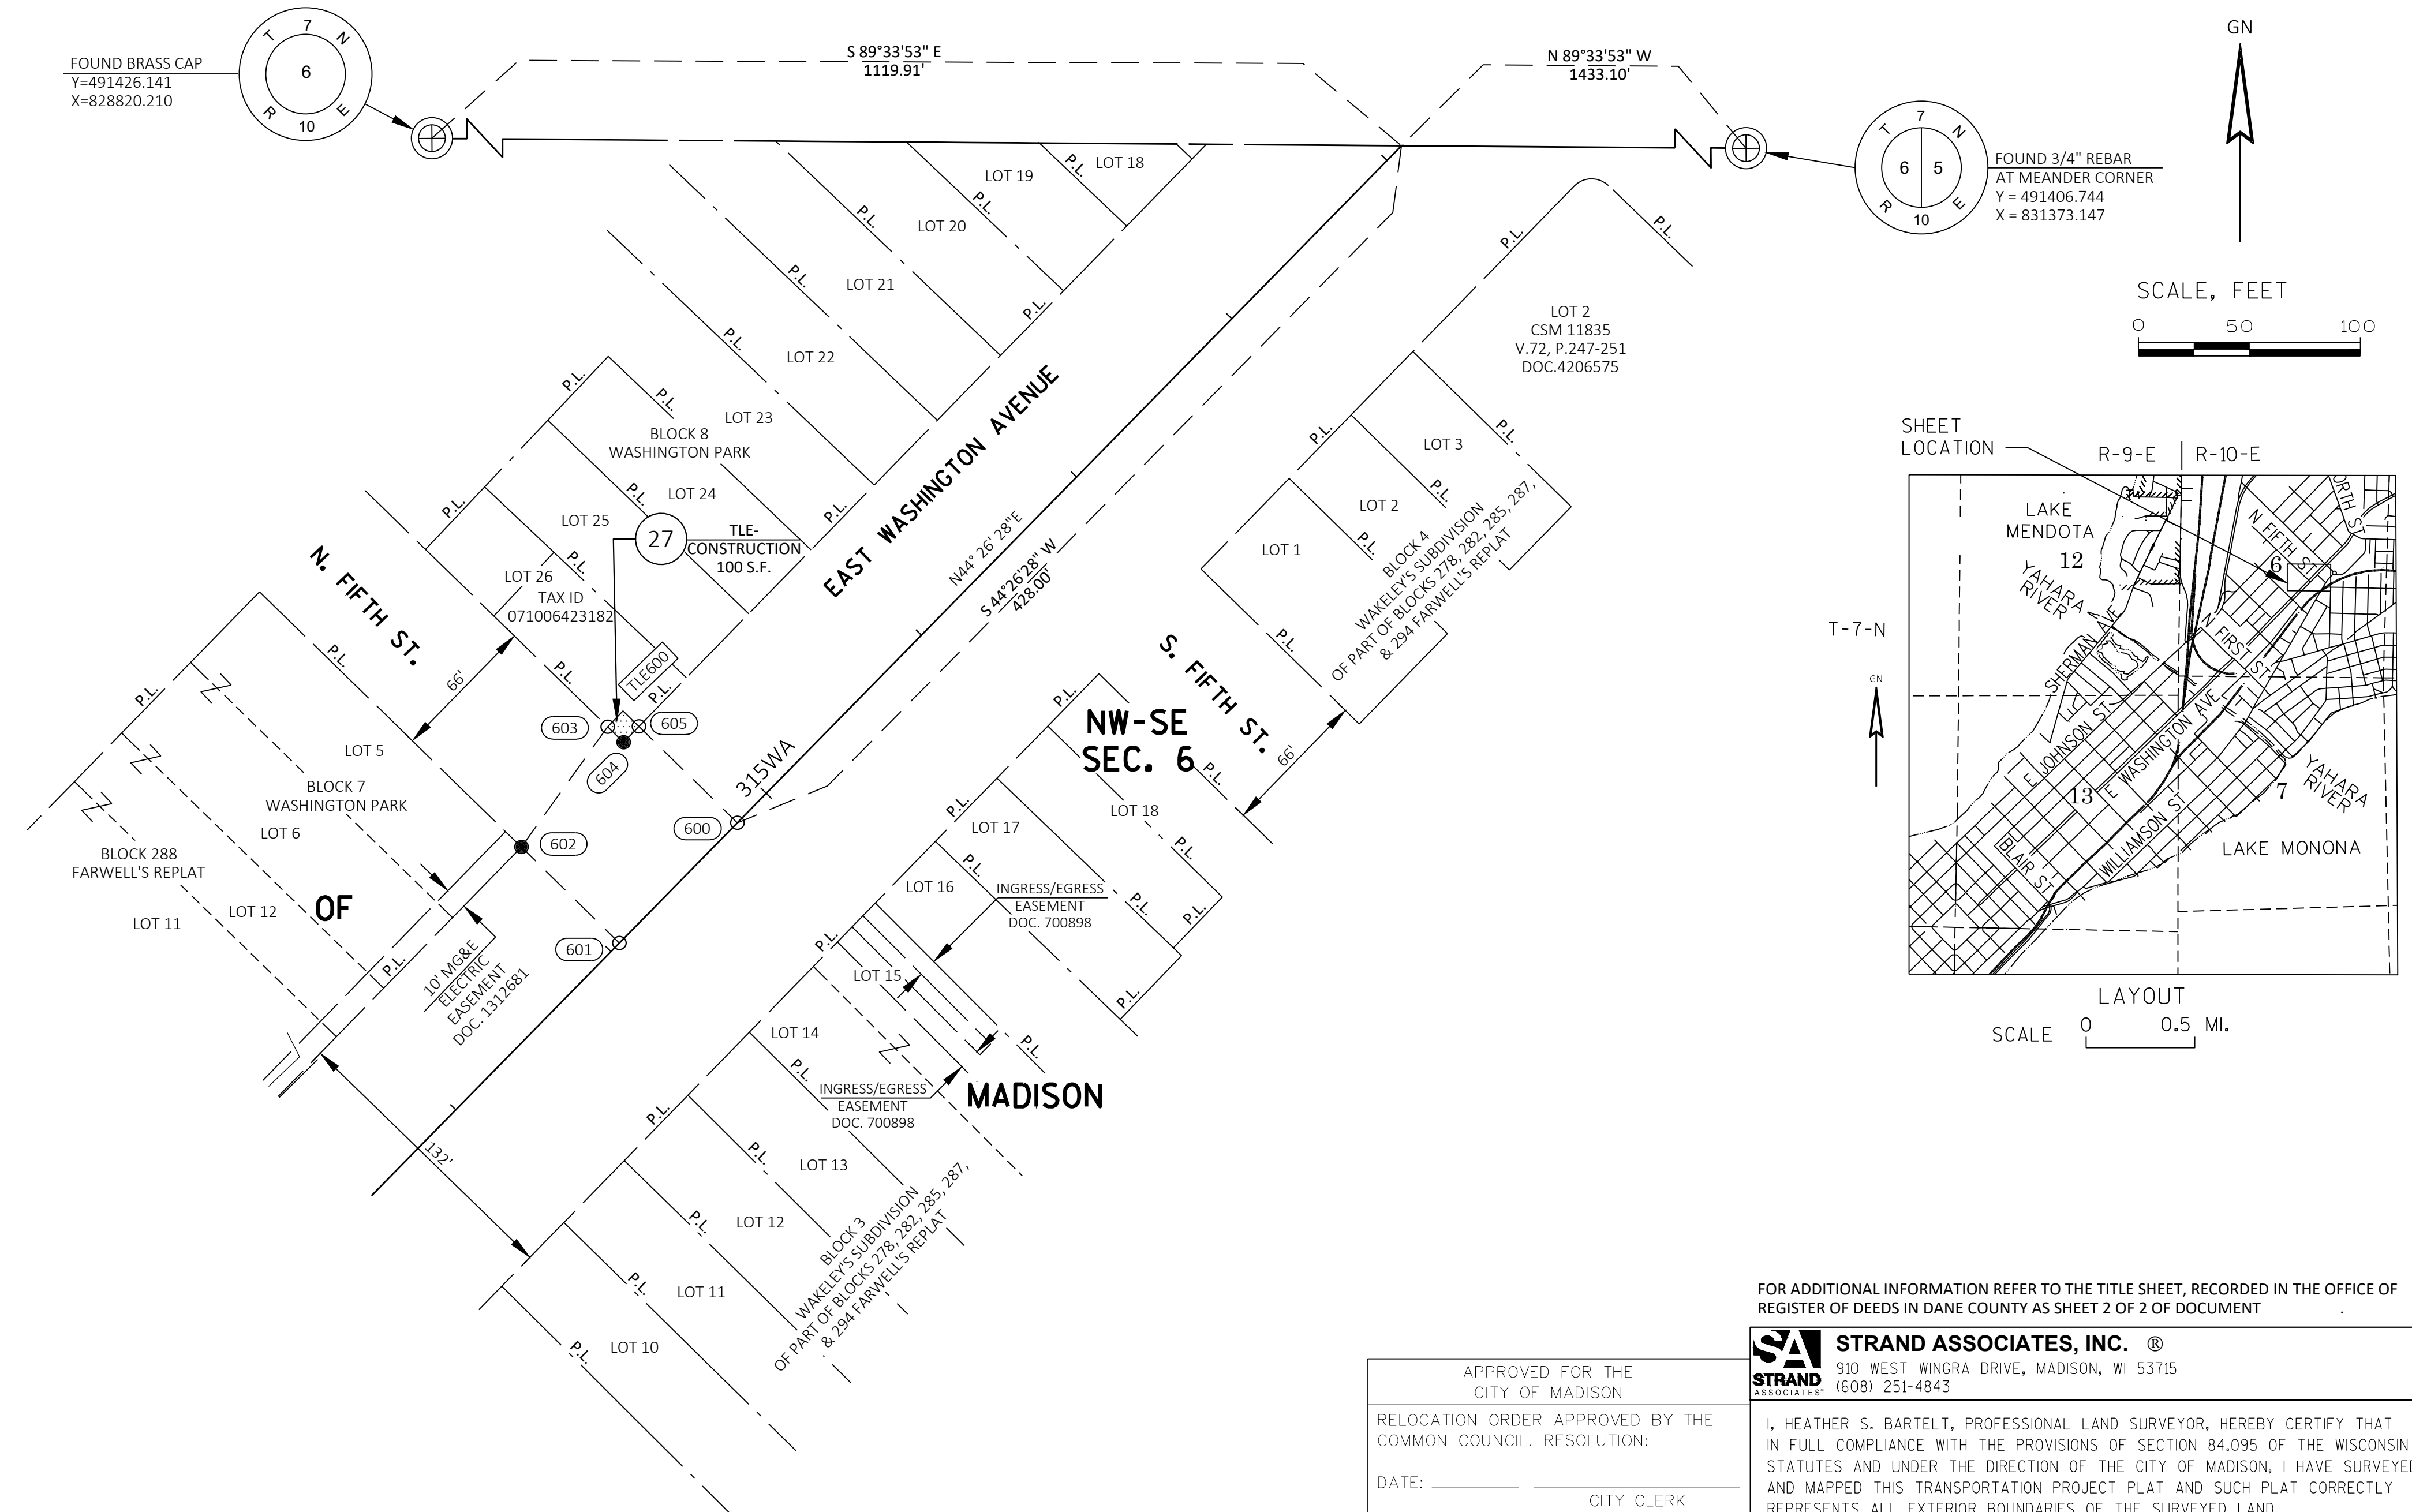 7
T N
6
R E
10
FOUND BRASS CAP
Y=491426.141
X=828820.210
S 89°33'53" E
1119.91'
N 89°33'53" W
1433.10'
7
T N
6 5
R E
10
FOUND 3/4" REBAR
AT MEANDER CORNER
Y = 491406.744
X = 831373.147
GN
SCALE, FEET
0 50 100
LOT 18
P.L.
LOT 19
P.L.
LOT 20
P.L.
LOT 21
P.L.
LOT 22
P.L.
LOT 23
P.L.
P.L.
P.L.
P.L.
P.L.
LOT 2
CSM 11835
V.72, P.247-251
DOC.4206575
BLOCK 8
WASHINGTON PARK
P.L.
P.L.
LOT 24
P.L.
LOT 25
P.L.
P.L.
27
TLE-
CONSTRUCTION
100 S.F.
LOT 26
TAX ID
071006423182
P.L.
P.L.
TLE600
N. FIFTH ST.
66'
EAST WASHINGTON AVENUE
N44° 26' 28"E
S 44°26'28" W
428.00'
LOT 3
P.L.
P.L.
LOT 2
P.L.
P.L.
LOT 1
P.L.
BLOCK 4
WAKELEY'S SUBDIVISION
OF PART OF BLOCKS 278, 282, 285, 287,
& 294 FARWELL'S REPLAT
S. FIFTH ST.
66'
603
605
604
315WA
600
602
601
P.L.
P.L.
LOT 5
BLOCK 7
WASHINGTON PARK
LOT 6
BLOCK 288
FARWELL'S REPLAT
LOT 12
LOT 11
OF
P.L.
10' MG&E
ELECTRIC
EASEMENT
DOC. 1312681
132'
NW-SE
SEC. 6
P.L.
P.L.
LOT 18
P.L.
P.L.
LOT 17
P.L.
P.L.
P.L.
LOT 16
INGRESS/EGRESS
EASEMENT
DOC. 700898
P.L.
P.L.
LOT 15
P.L.
LOT 14
P.L.
INGRESS/EGRESS
EASEMENT
DOC. 700898
MADISON
P.L.
LOT 13
P.L.
LOT 12
P.L.
LOT 11
P.L.
LOT 10
P.L.
BLOCK 3
WAKELEY'S SUBDIVISION
OF PART OF BLOCKS 278, 282, 285, 287,
& 294 FARWELL'S REPLAT
SHEET
LOCATION
R-9-E R-10-E
T-7-N
GN
LAKE
MENDOTA
12
YAHARA
RIVER
N FIFTH ST
ORTH ST
6
N FIRST ST
SHERMAN AVE
E JOHNSON ST
E WASHINGTON AVE
13
7
YAHARA
RIVER
WILLIAMSON ST
BLAIR ST
LAKE MONONA
LAYOUT
SCALE 0 0.5 MI.
FOR ADDITIONAL INFORMATION REFER TO THE TITLE SHEET, RECORDED IN THE OFFICE OF
REGISTER OF DEEDS IN DANE COUNTY AS SHEET 2 OF 2 OF DOCUMENT .
SA
STRAND
ASSOCIATES®
STRAND ASSOCIATES, INC. ®
910 WEST WINGRA DRIVE, MADISON, WI 53715
(608) 251-4843
APPROVED FOR THE
CITY OF MADISON
RELOCATION ORDER APPROVED BY THE
COMMON COUNCIL. RESOLUTION:
DATE:
CITY CLERK
I, HEATHER S. BARTELT, PROFESSIONAL LAND SURVEYOR, HEREBY CERTIFY THAT
IN FULL COMPLIANCE WITH THE PROVISIONS OF SECTION 84.095 OF THE WISCONSIN
STATUTES AND UNDER THE DIRECTION OF THE CITY OF MADISON, I HAVE SURVEYED
AND MAPPED THIS TRANSPORTATION PROJECT PLAT AND SUCH PLAT CORRECTLY
REPRESENTS ALL EXTERIOR BOUNDARIES OF THE SURVEYED LAND